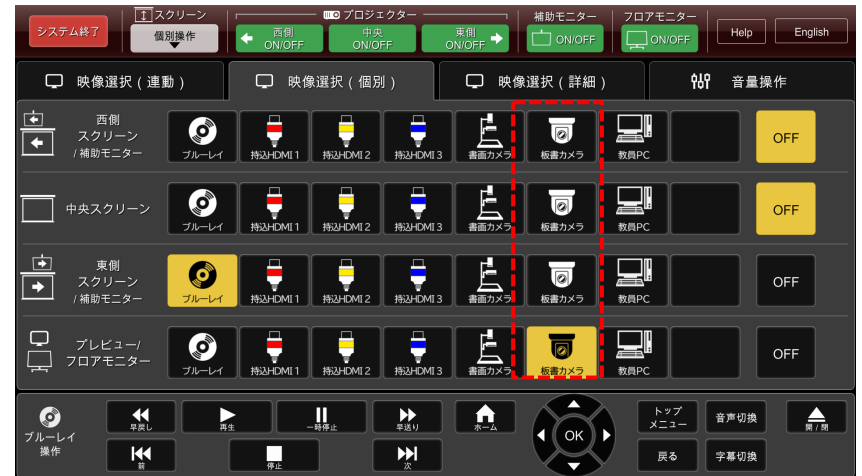 システム終了
スクリーン
個別操作
プロジェクター
西側
ON/OFF
中央
ON/OFF
東側
ON/OFF
補助モニター
ON/OFF
フロアモニター
ON/OFF
Help
English
映像選択(連動)
映像選択(個別)
映像選択(詳細)
音量操作
西側
スクリーン
/補助モニター
ブルーレイ
持込HDMI 1
持込HDMI 2
持込HDMI 3
書画カメラ
板書カメラ
教員PC
OFF
中央スクリーン
ブルーレイ
持込HDMI 1
持込HDMI 2
持込HDMI 3
書画カメラ
板書カメラ
教員PC
OFF
東側
スクリーン
/補助モニター
ブルーレイ
持込HDMI 1
持込HDMI 2
持込HDMI 3
書画カメラ
板書カメラ
教員PC
OFF
プレビュー/
フロアモニター
ブルーレイ
持込HDMI 1
持込HDMI 2
持込HDMI 3
書画カメラ
板書カメラ
教員PC
OFF
ブルーレイ
操作
早戻し
再生
一時停止
早送り
ホーム
前
停止
次
OK
トップ
メニュー
音声切換
開/閉
戻る
字幕切換